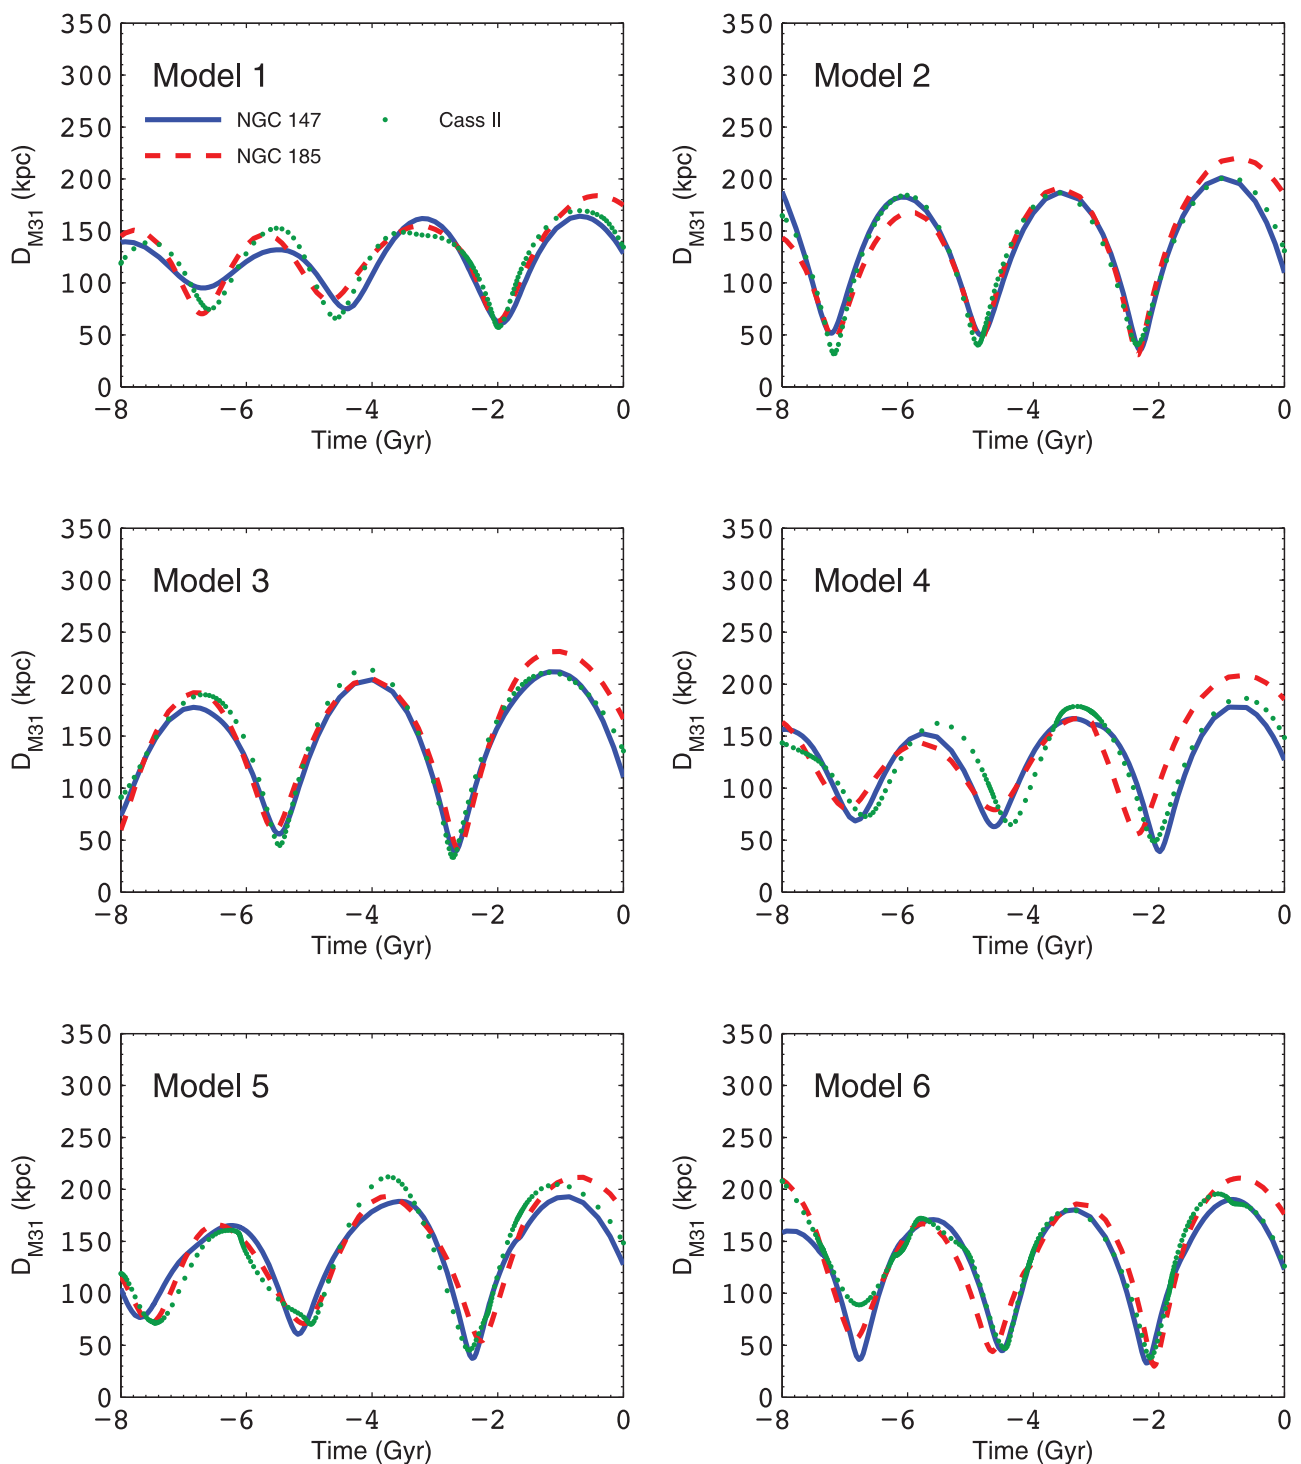 350
300
250
200
150
100
50
0
D_M31 (kpc)
Model 1
NGC 147
Cass II
NGC 185
−8 −6 −4 −2 0
Time (Gyr)
350
300
250
200
150
100
50
0
D_M31 (kpc)
Model 2
−8 −6 −4 −2 0
Time (Gyr)
350
300
250
200
150
100
50
0
D_M31 (kpc)
Model 3
−8 −6 −4 −2 0
Time (Gyr)
350
300
250
200
150
100
50
0
D_M31 (kpc)
Model 4
−8 −6 −4 −2 0
Time (Gyr)
350
300
250
200
150
100
50
0
D_M31 (kpc)
Model 5
−8 −6 −4 −2 0
Time (Gyr)
350
300
250
200
150
100
50
0
D_M31 (kpc)
Model 6
−8 −6 −4 −2 0
Time (Gyr)